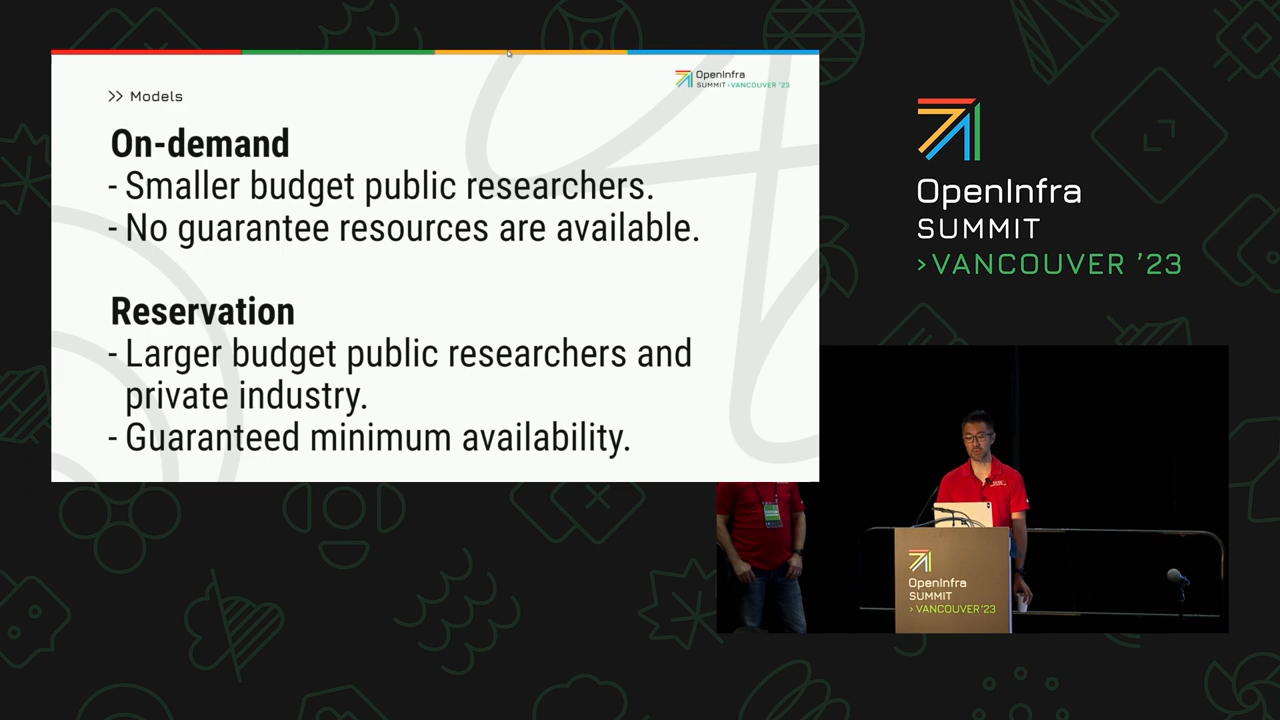 >> Models
OpenInfra
SUMMIT >VANCOUVER '23
On-demand
- Smaller budget public researchers.
- No guarantee resources are available.
Reservation
- Larger budget public researchers and
private industry.
- Guaranteed minimum availability.
OpenInfra
SUMMIT
>VANCOUVER '23
OpenInfra
SUMMIT
>VANCOUVER '23